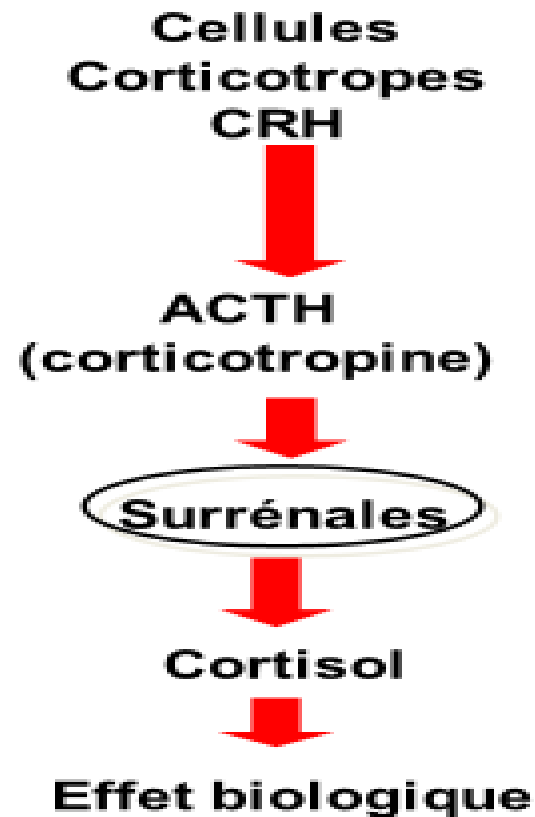 Cellules
Corticotropes
CRH
ACTH
(corticotropine)
Surrénales
Cortisol
Effet biologique